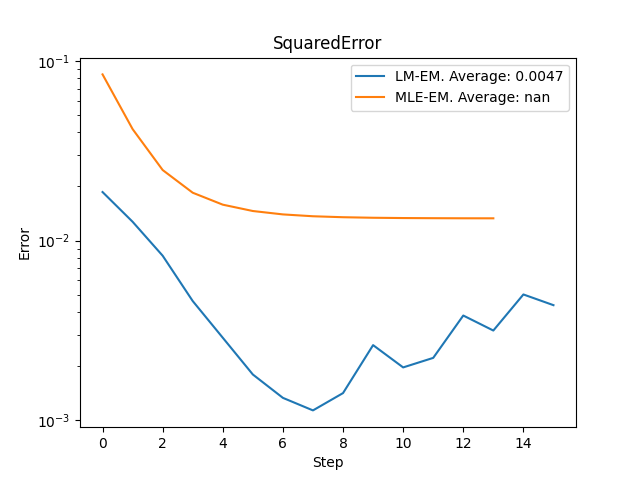 SquaredError
LM-EM. Average: 0.0047
MLE-EM. Average: nan
10⁻¹
10⁻²
10⁻³
Error
0 2 4 6 8 10 12 14
Step